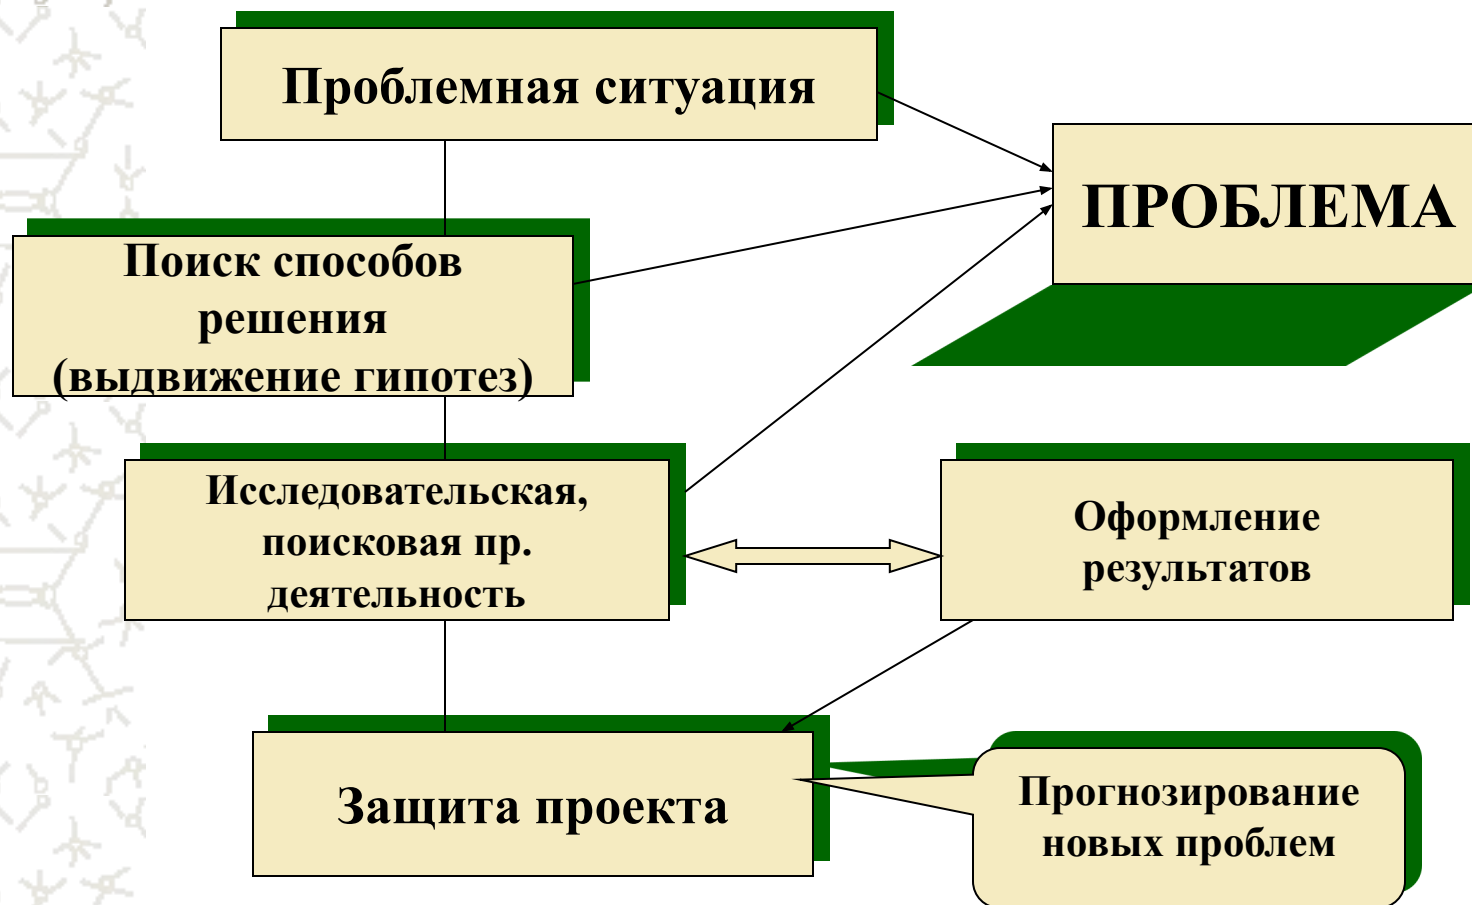 Проблемная ситуация
ПРОБЛЕМА
Поиск способов
решения
(выдвижение гипотез)
Исследовательская,
поисковая пр.
деятельность
Оформление
результатов
Защита проекта
Прогнозирование
новых проблем